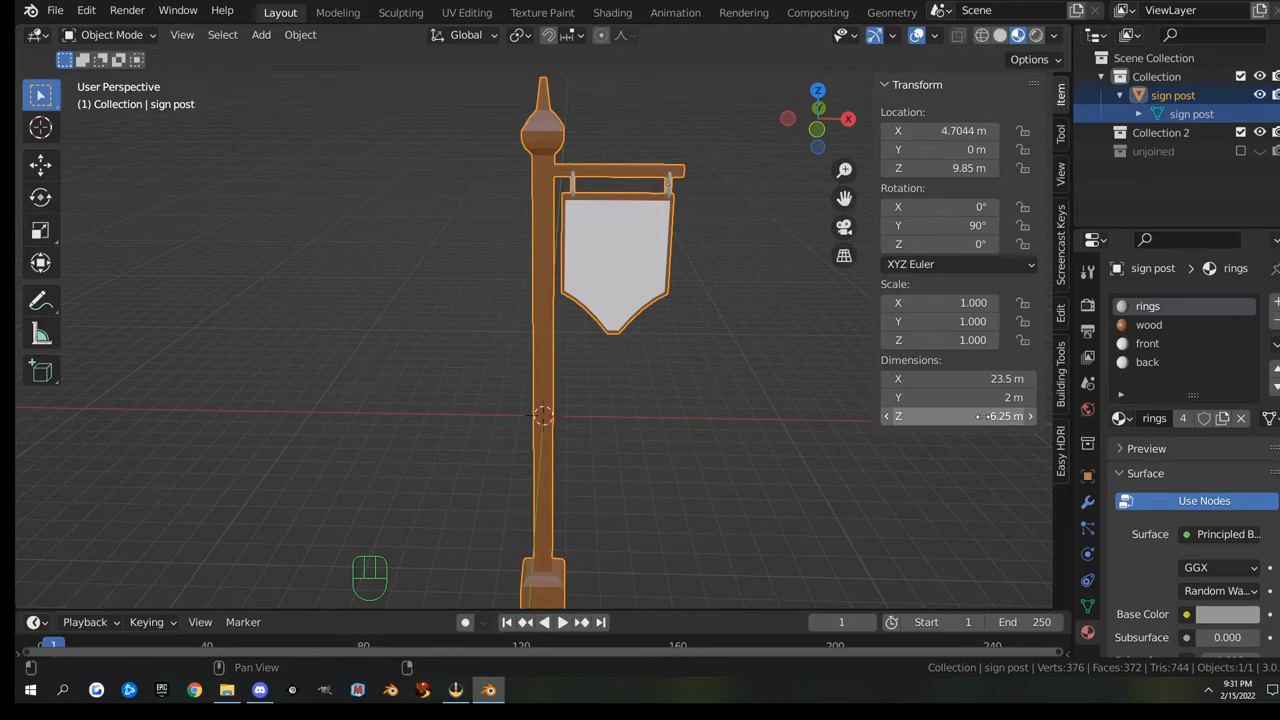 File Edit Render Window Help Layout Modeling Sculpting UV Editing Texture Paint Shading Animation Rendering Compositing Geometry Scene ViewLayer
Object Mode View Select Add Object Global
Options
User Perspective
(1) Collection | sign post
Z
Y
X
Transform
Location:
X 4.7044 m
Y 0 m
Z 9.85 m
Rotation:
X 0°
Y 90°
Z 0°
XYZ Euler
Scale:
X 1.000
Y 1.000
Z 1.000
Dimensions:
X 23.5 m
Y 2 m
Z 6.25 m
Item
Tool
View
Screencast Keys
Edit
Building Tools
Easy HDRI
Scene Collection
Collection
sign post
sign post
Collection 2
unjoined
sign post > rings
rings
wood
front
back
rings 4
Preview
Surface
Use Nodes
Surface Principled B...
GGX
Random Wa...
Base Color
Subsurface 0.000
Playback Keying View Marker 1 Start 1 End 250
1 40 80 120 160 200 240
Pan View
Collection | sign post | Verts:376 | Faces:372 | Tris:744 | Objects:1/1 | 3.0.
9:31 PM
2/15/2022